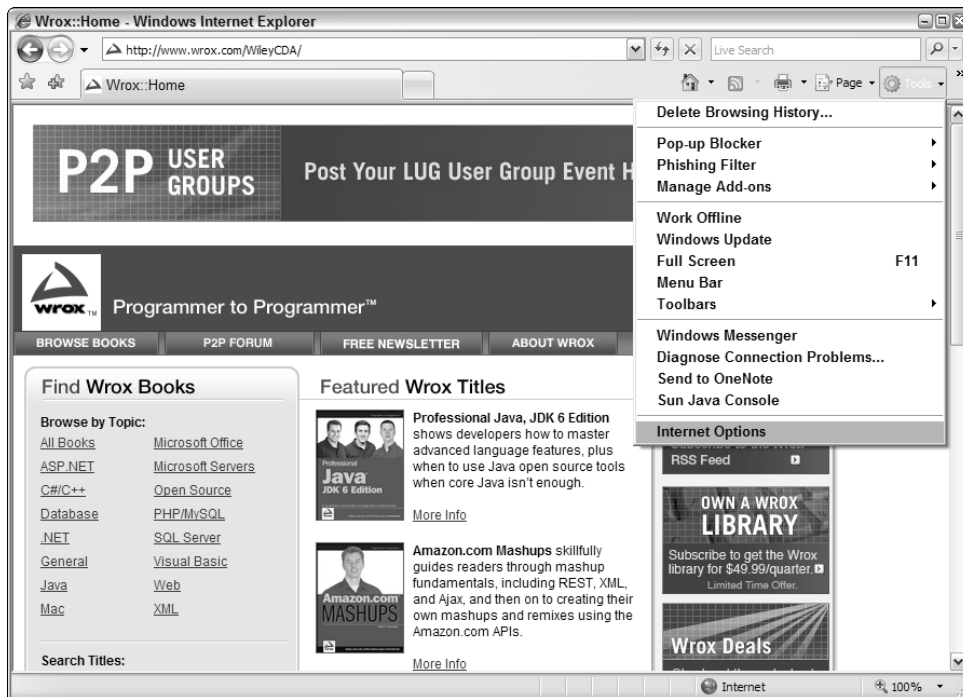 Wrox::Home - Windows Internet Explorer
http://www.wrox.com/WileyCDA/
Live Search
Wrox::Home
Page
Tools
Delete Browsing History...
Pop-up Blocker
Phishing Filter
Manage Add-ons
Work Offline
Windows Update
Full Screen F11
Menu Bar
Toolbars
Windows Messenger
Diagnose Connection Problems...
Send to OneNote
Sun Java Console
Internet Options
P2P USER GROUPS
Post Your LUG User Group Event H
wrox TM
Programmer to Programmer™
BROWSE BOOKS P2P FORUM FREE NEWSLETTER ABOUT WROX
Find Wrox Books
Browse by Topic:
All Books Microsoft Office
ASP.NET Microsoft Servers
C#/C++ Open Source
Database PHP/MySQL
.NET SQL Server
General Visual Basic
Java Web
Mac XML
Search Titles:
Featured Wrox Titles
Professional
Java
JDK 6 Edition
Professional Java, JDK 6 Edition
shows developers how to master
advanced language features, plus
when to use Java open source tools
when core Java isn't enough.
More Info
Amazon.com
MASHUPS
Amazon.com Mashups skillfully
guides readers through mashup
fundamentals, including REST, XML,
and Ajax, and then on to creating their
own mashups and remixes using the
Amazon.com APIs.
More Info
RSS Feed
OWN A WROX
LIBRARY
Subscribe to get the Wrox
library for $49.99/quarter.
Limited Time Offer.
Wrox Deals
Internet
100%